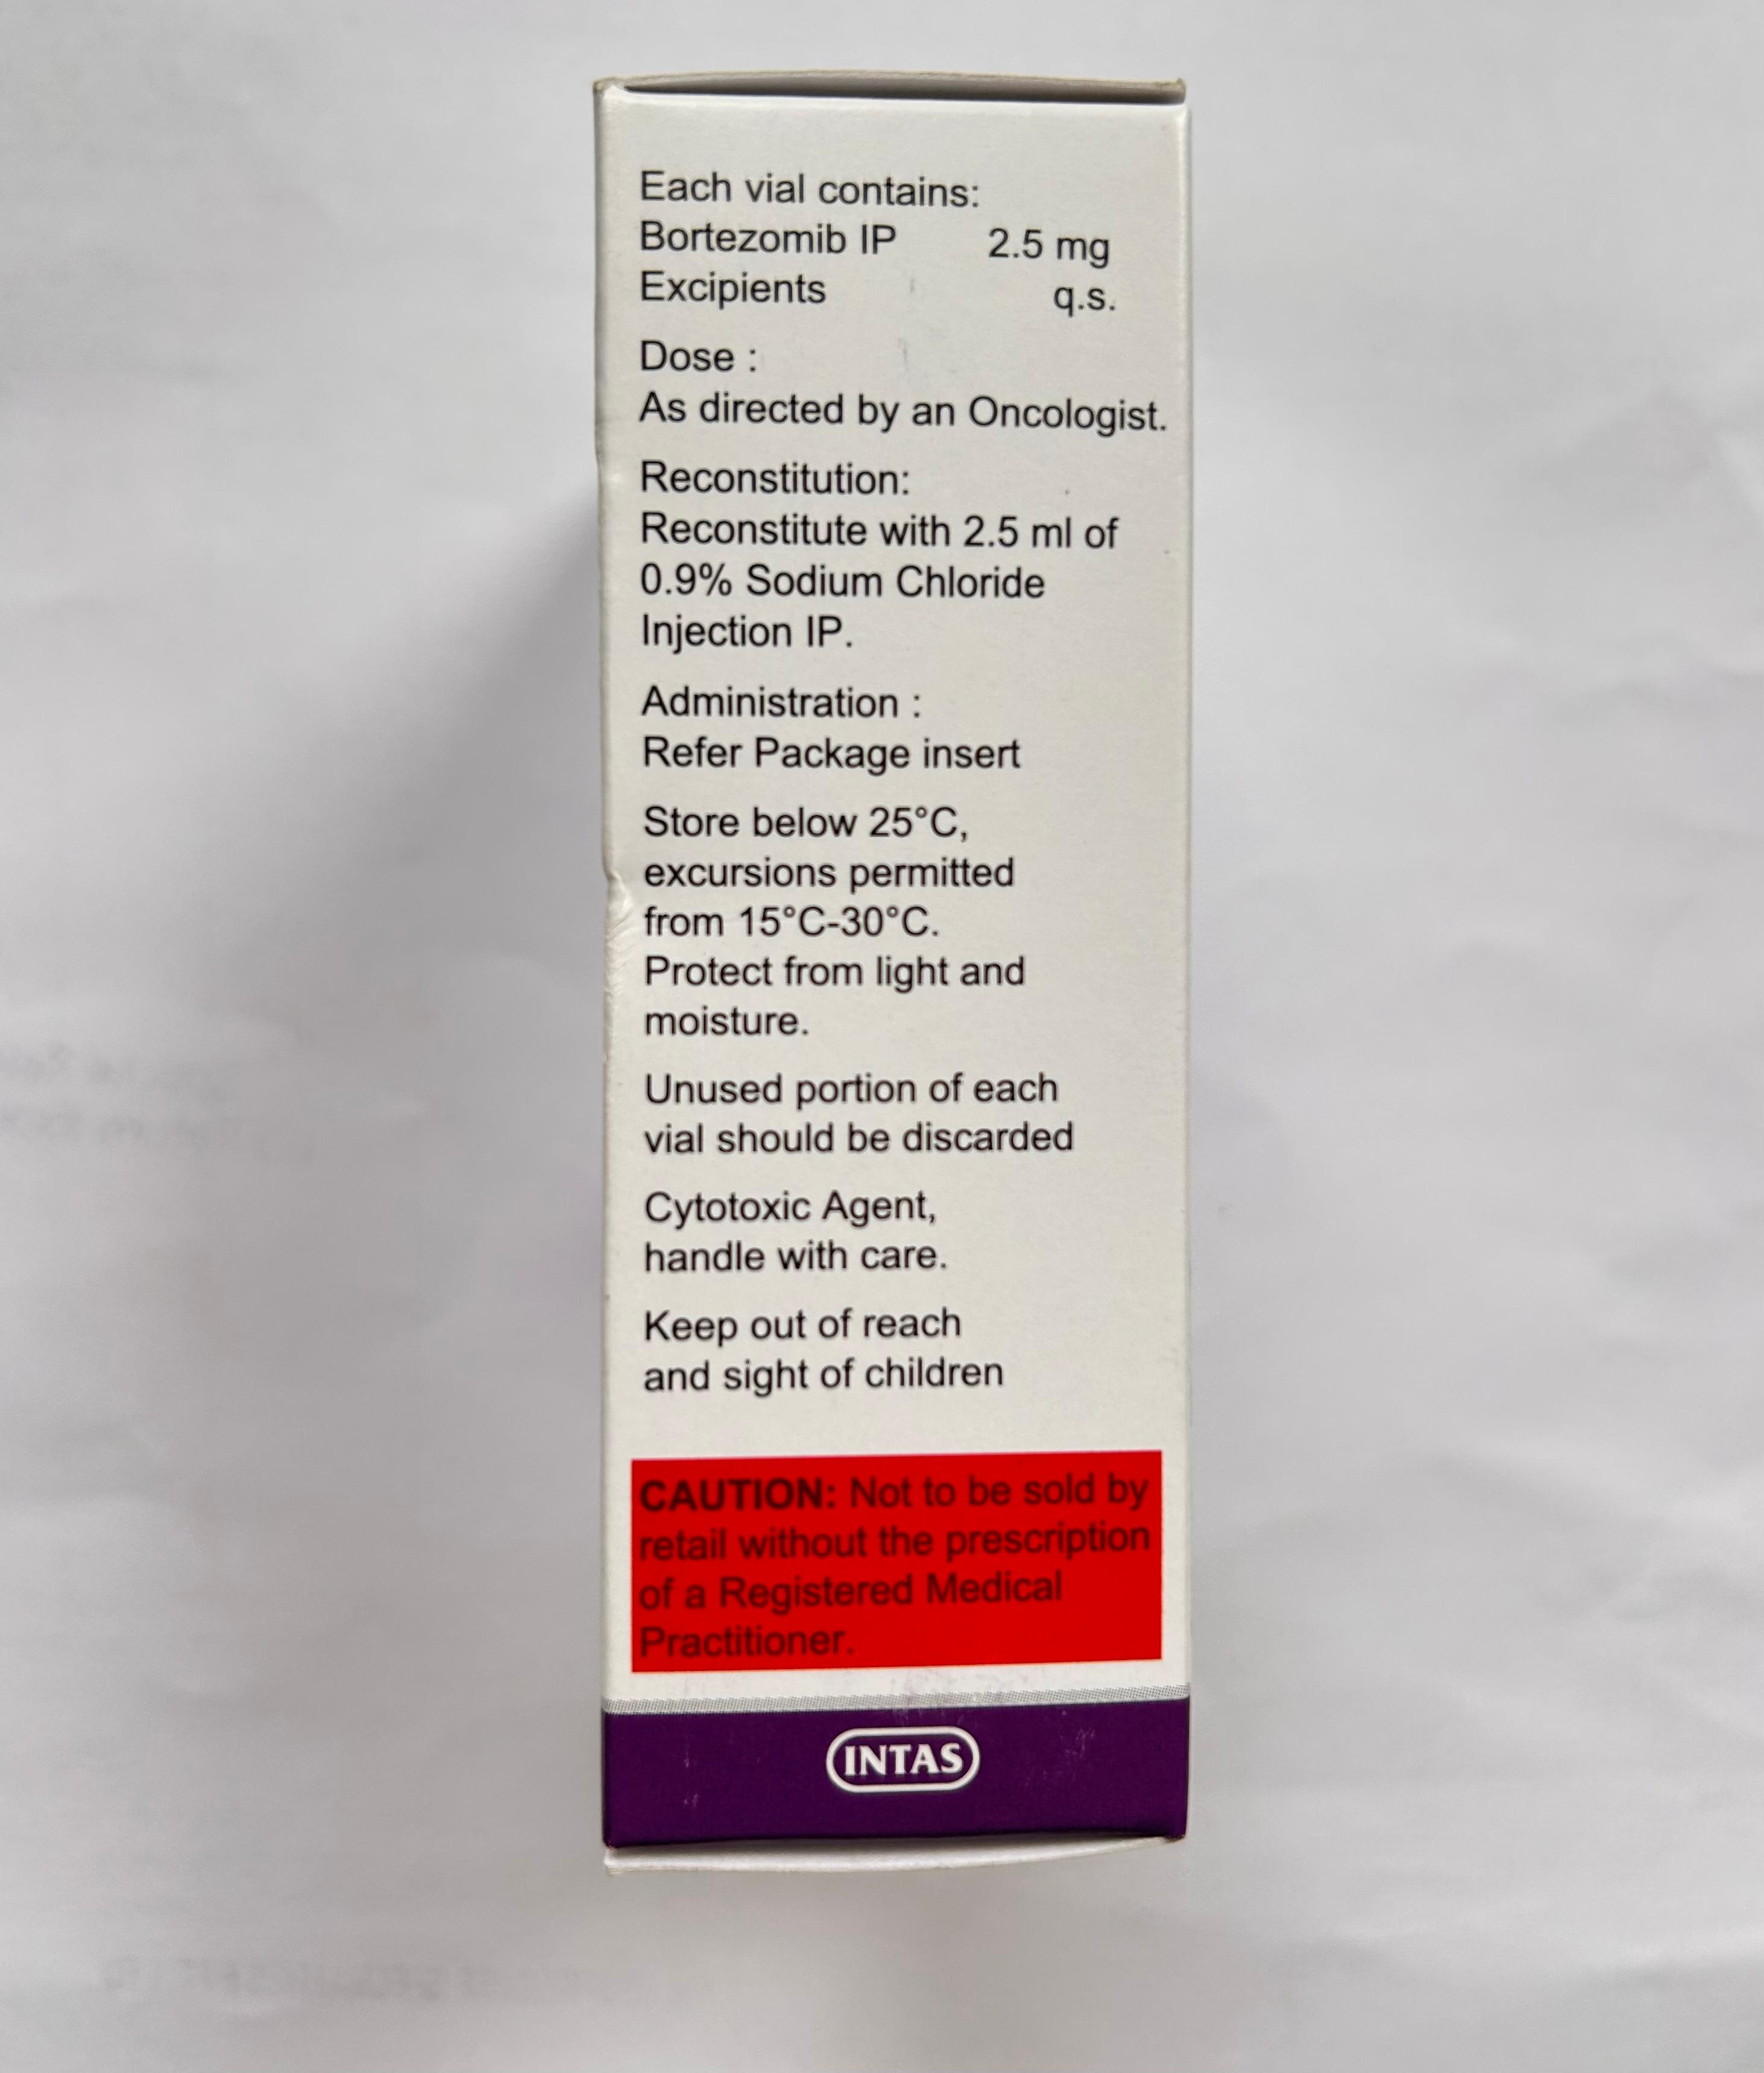 Each vial contains:
Bortezomib IP 2.5 mg
Excipients q.s.
Dose :
As directed by an Oncologist.
Reconstitution:
Reconstitute with 2.5 ml of
0.9% Sodium Chloride
Injection IP.
Administration :
Refer Package insert
Store below 25°C,
excursions permitted
from 15°C-30°C.
Protect from light and
moisture.
Unused portion of each
vial should be discarded
Cytotoxic Agent,
handle with care.
Keep out of reach
and sight of children
CAUTION: Not to be sold by
retail without the prescription
of a Registered Medical
Practitioner.
INTAS